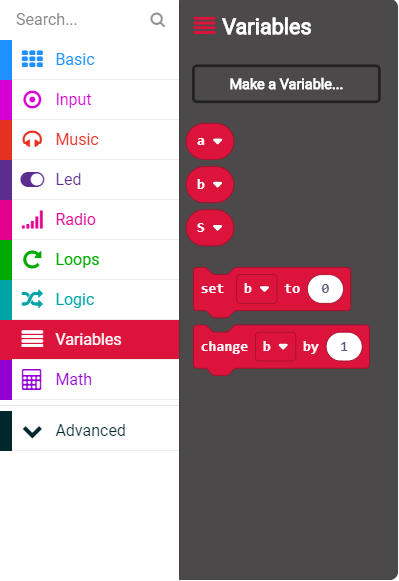 Search...
Basic
Input
Music
Led
Radio
Loops
Logic
Variables
Math
Advanced
Variables
Make a Variable...
a
b
S
set b to 0
change b by 1